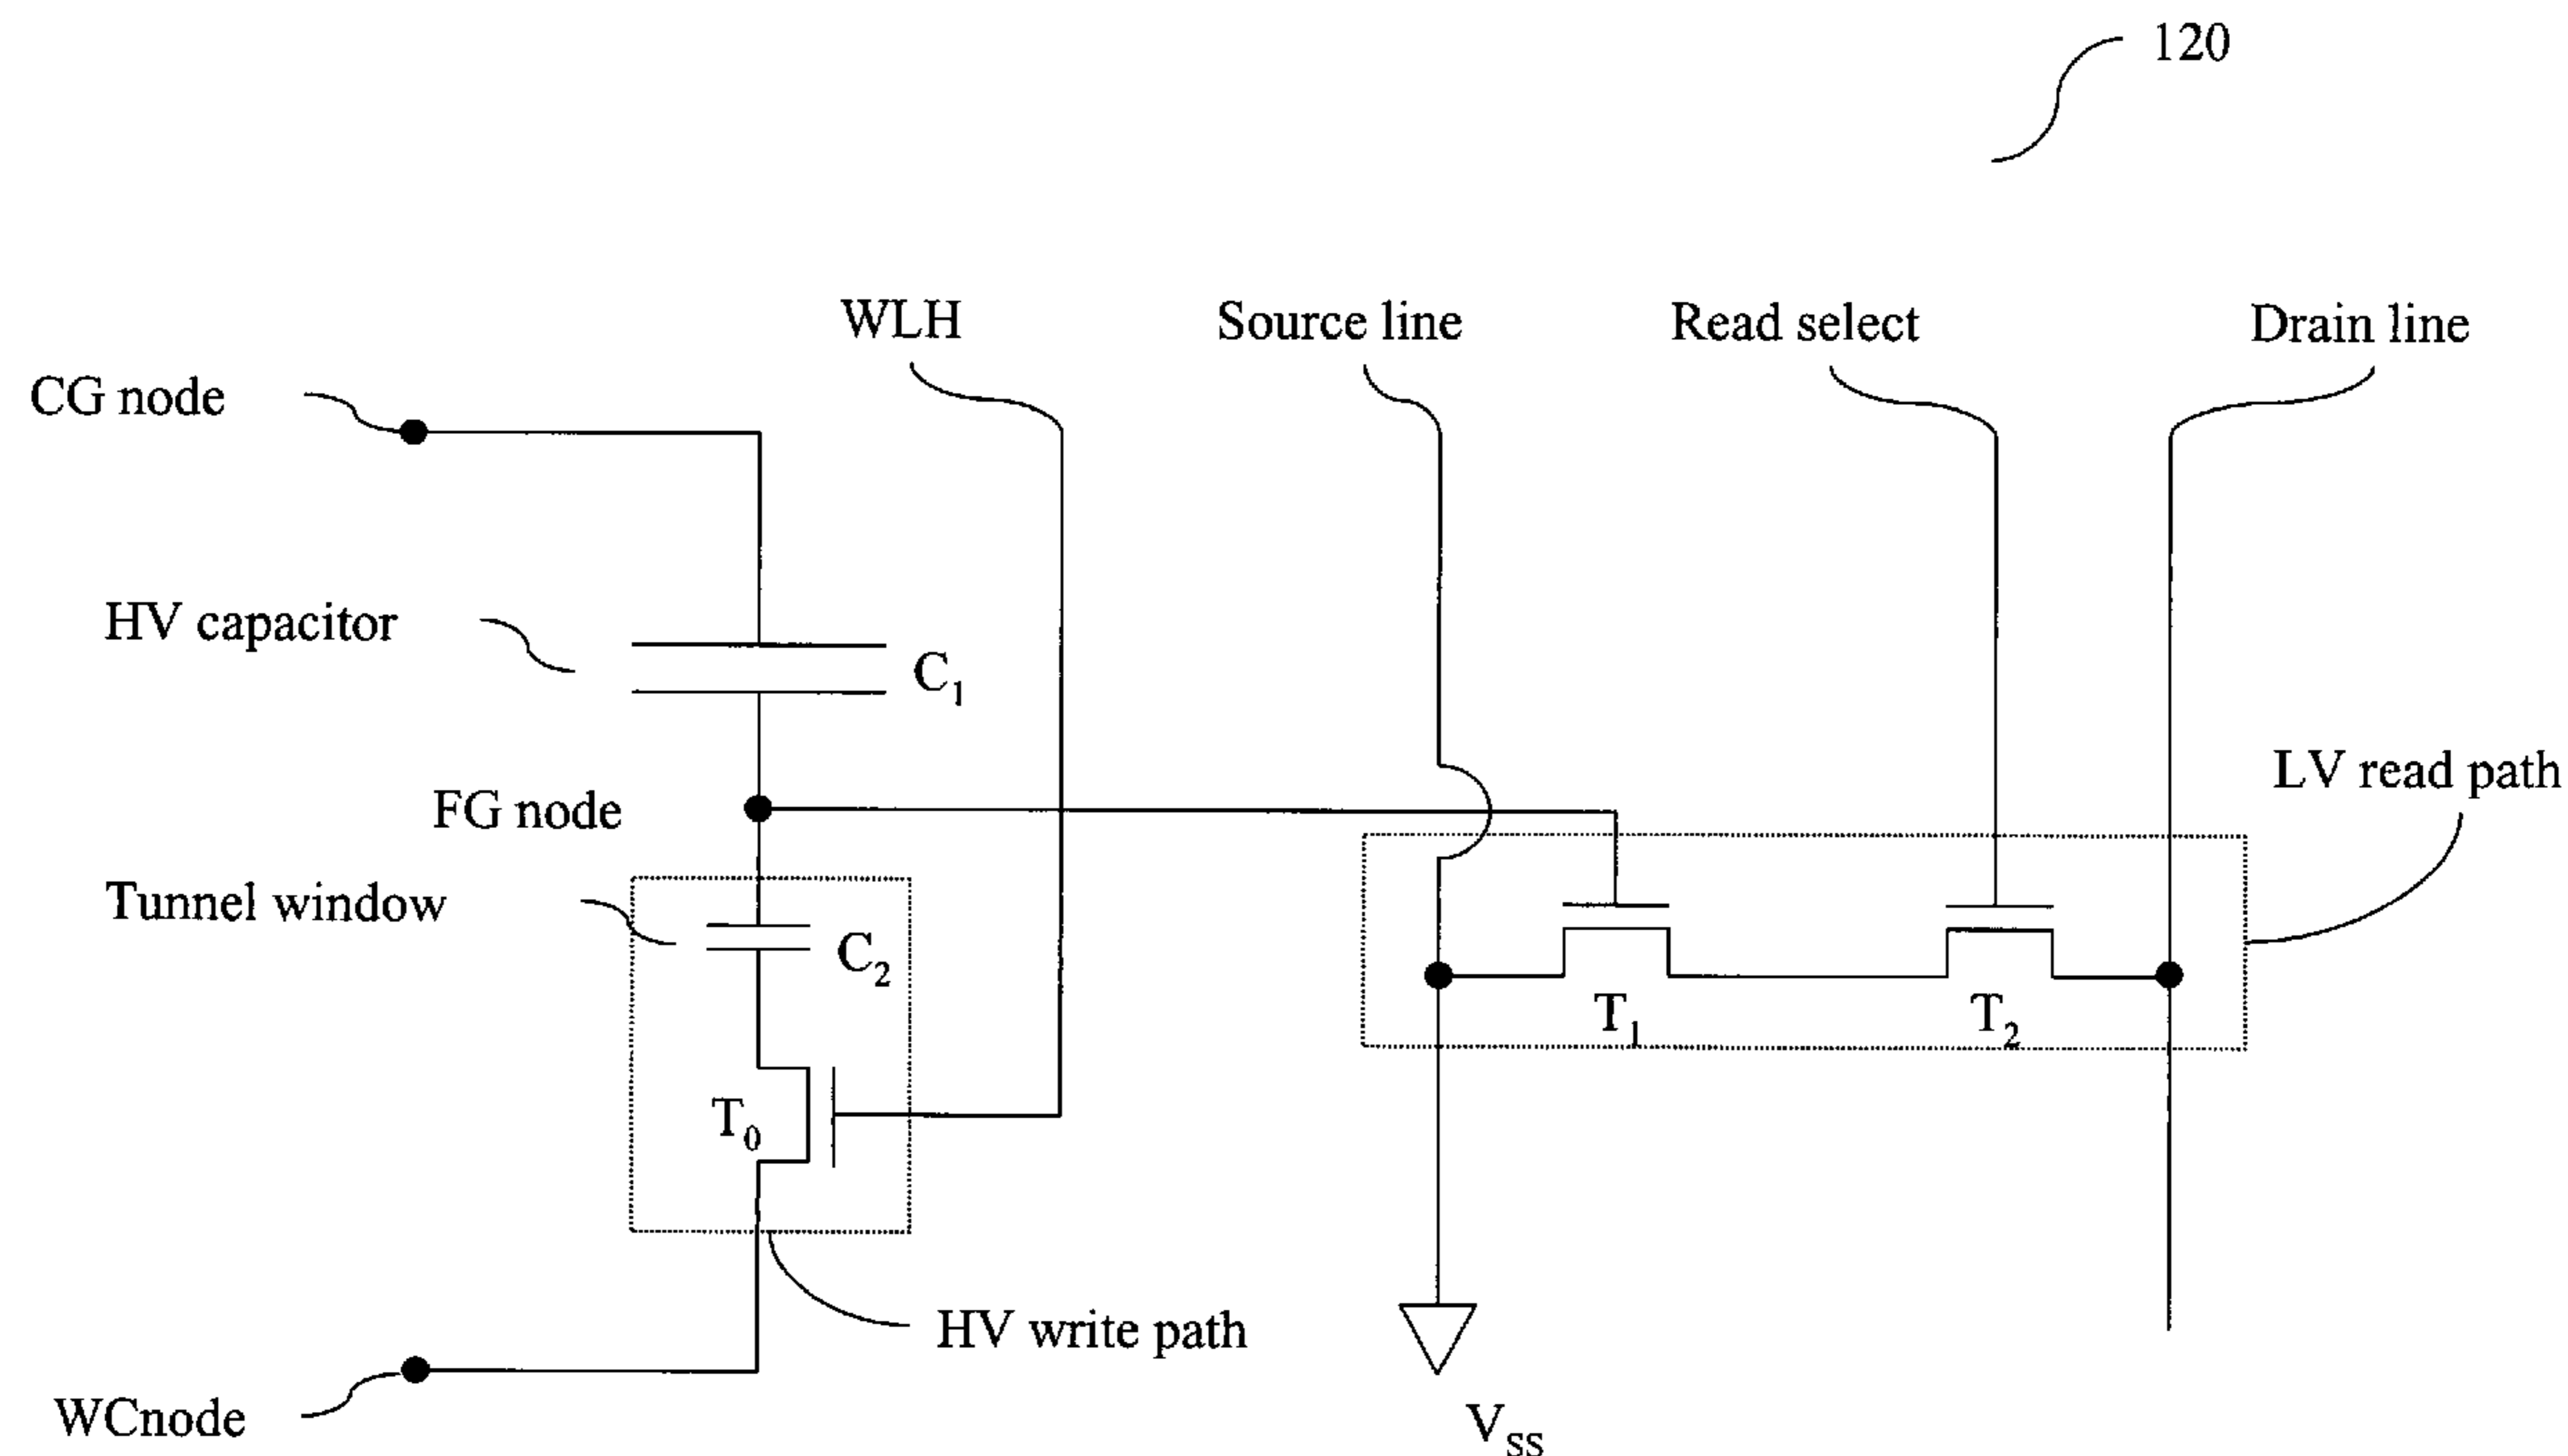 120
WLH
Source line
Read select
Drain line
CG node
HV capacitor
C1
LV read path
FG node
Tunnel window
C2
T1
T2
T0
HV write path
WCnode
VSS